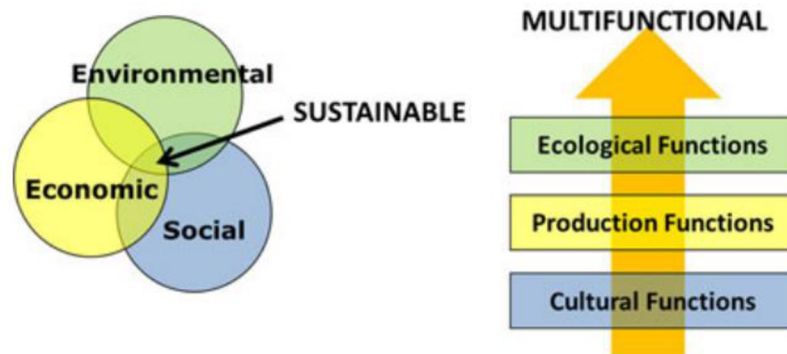 Environmental
SUSTAINABLE
Economic
Social
MULTIFUNCTIONAL
Ecological Functions
Production Functions
Cultural Functions